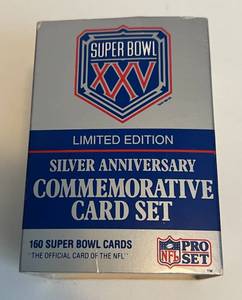 SUPER BOWL
XXV
LIMITED EDITION
SILVER ANNIVERSARY
COMMEMORATIVE
CARD SET
160 SUPER BOWL CARDS
"THE OFFICIAL CARD OF THE NFL"
NFL
PRO
SET